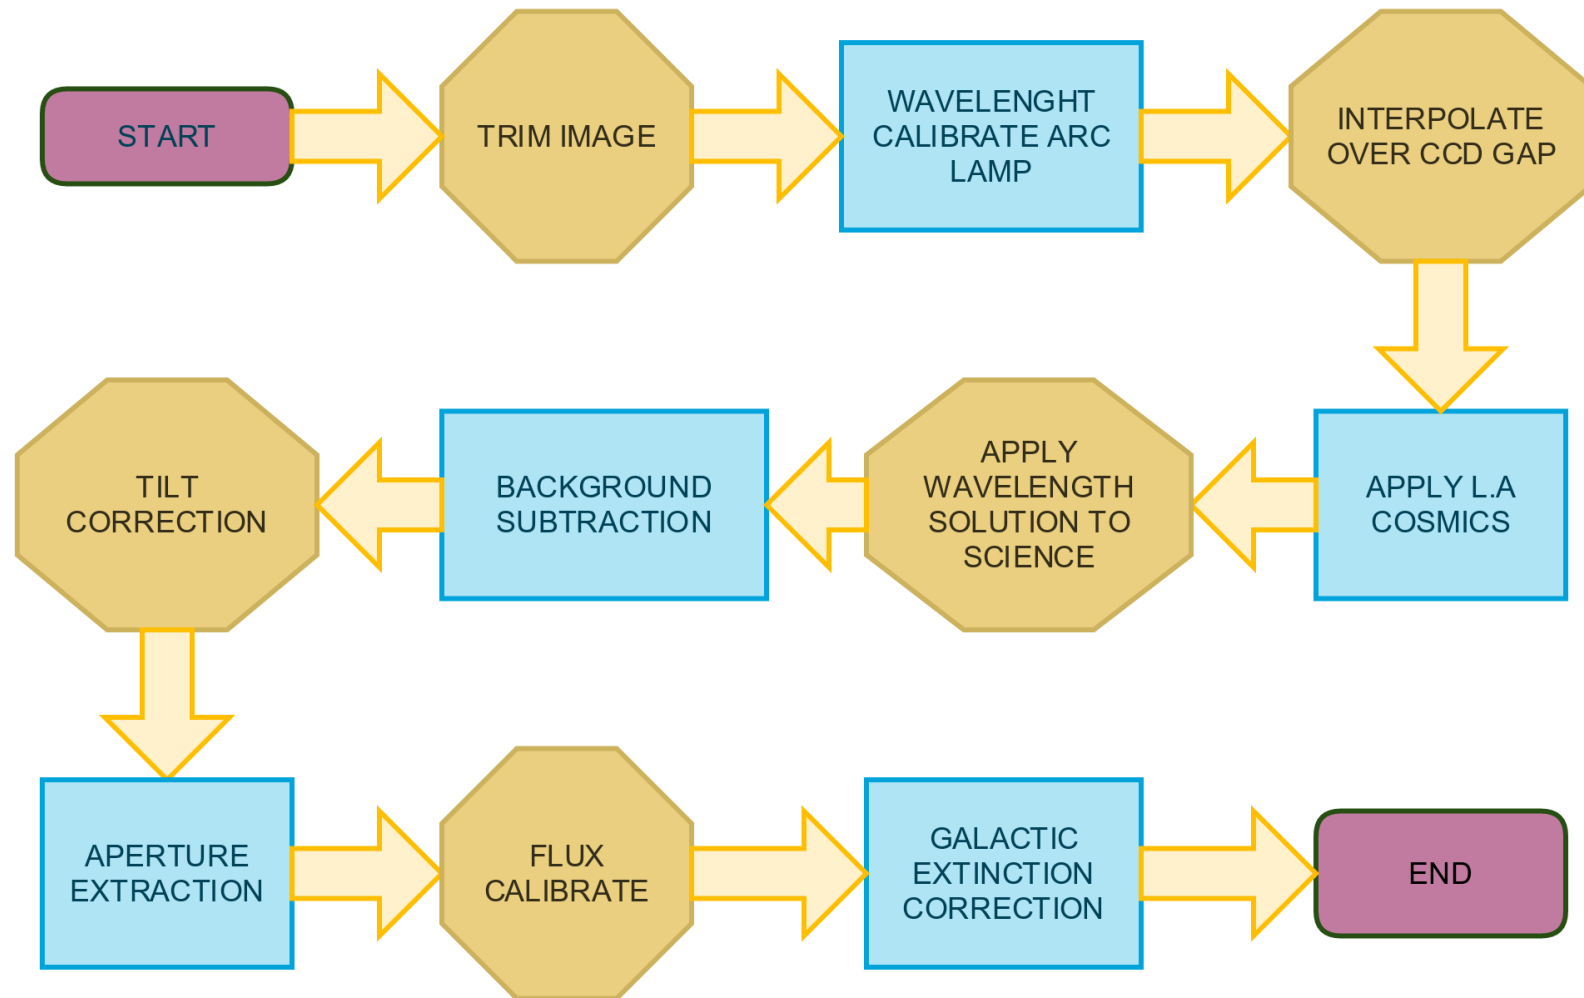 START
TRIM IMAGE
WAVELENGHT
CALIBRATE ARC
LAMP
INTERPOLATE
OVER CCD GAP
APPLY L.A
COSMICS
APPLY
WAVELENGTH
SOLUTION TO
SCIENCE
BACKGROUND
SUBTRACTION
TILT
CORRECTION
APERTURE
EXTRACTION
FLUX
CALIBRATE
GALACTIC
EXTINCTION
CORRECTION
END